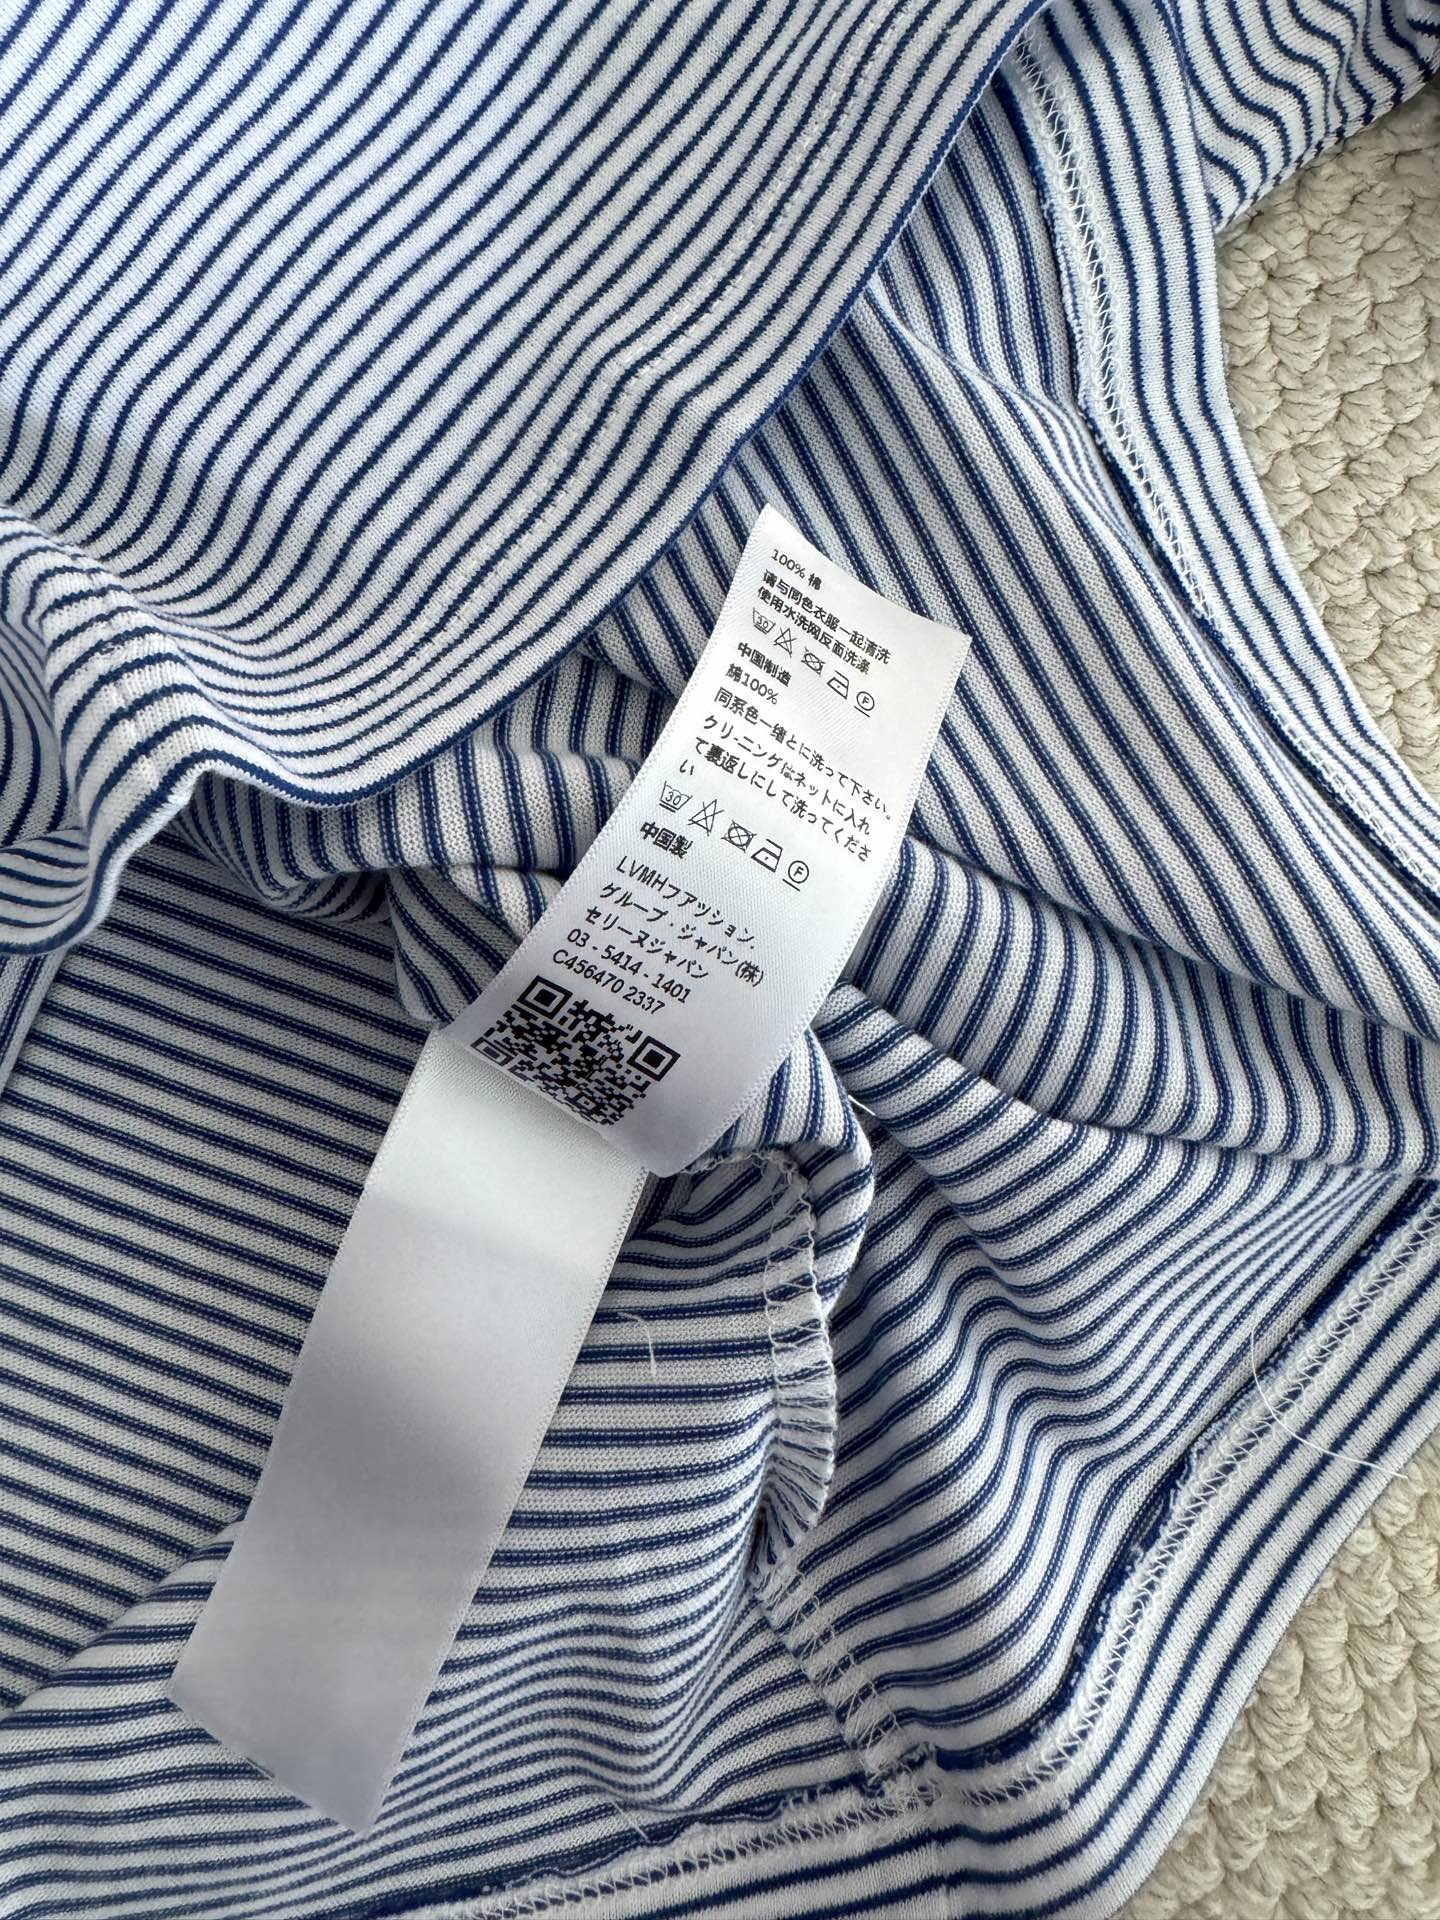 100% 棉
请与同色衣服一起清洗
使用水洗网反面洗涤
30
F
中国制造
綿100%
同系色一緒とに洗って下さい。
クリーニングはネットに入れ
て裏返しにして洗ってくださ
い
30
F
中国製
LVMHファッション.
グループ.ジャパン(株)
セリーヌジャパン
03 - 5414 - 1401
C456470 2337